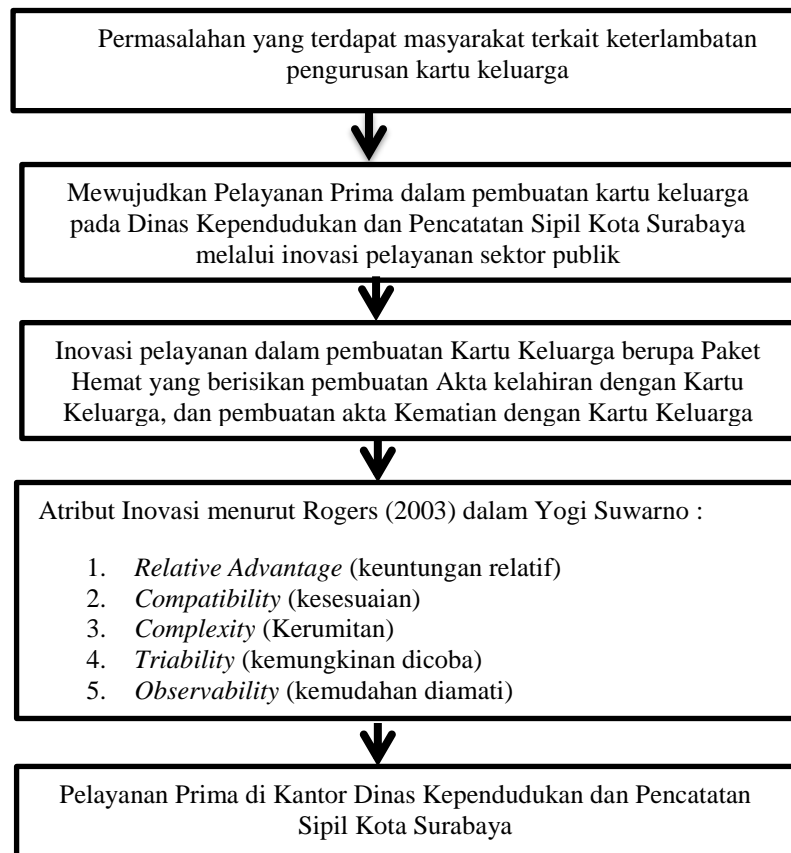 Permasalahan yang terdapat masyarakat terkait keterlambatan
pengurusan kartu keluarga
Mewujudkan Pelayanan Prima dalam pembuatan kartu keluarga
pada Dinas Kependudukan dan Pencatatan Sipil Kota Surabaya
melalui inovasi pelayanan sektor publik
Inovasi pelayanan dalam pembuatan Kartu Keluarga berupa Paket
Hemat yang berisikan pembuatan Akta kelahiran dengan Kartu
Keluarga, dan pembuatan akta Kematian dengan Kartu Keluarga
Atribut Inovasi menurut Rogers (2003) dalam Yogi Suwarno :
1. Relative Advantage (keuntungan relatif)
2. Compatibility (kesesuaian)
3. Complexity (Kerumitan)
4. Triability (kemungkinan dicoba)
5. Observability (kemudahan diamati)
Pelayanan Prima di Kantor Dinas Kependudukan dan Pencatatan
Sipil Kota Surabaya